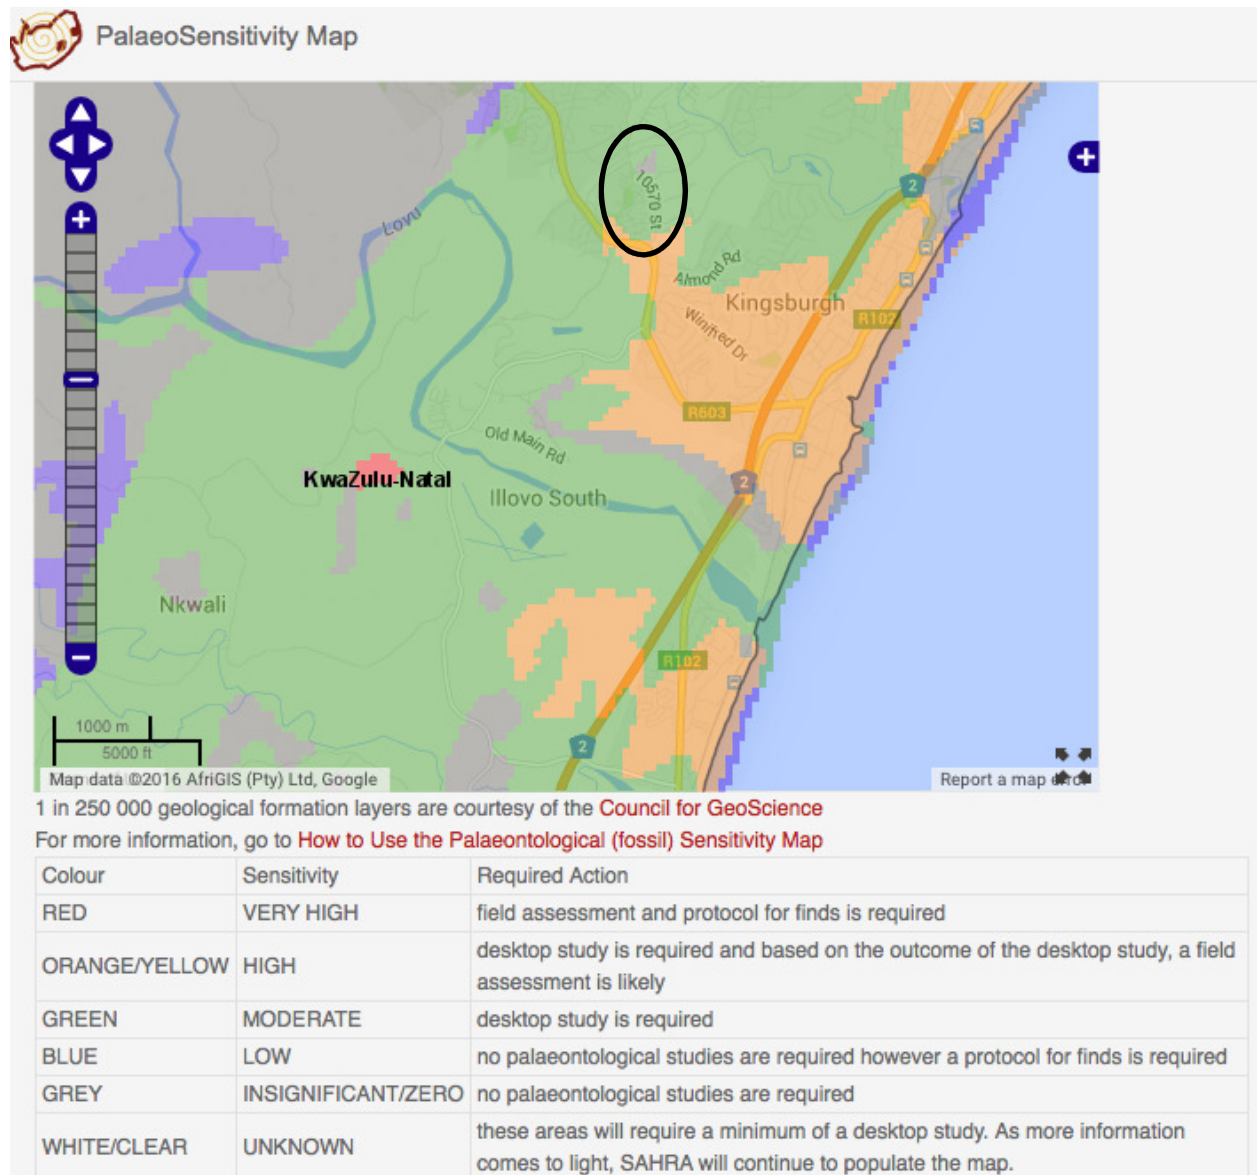 PalaeoSensitivity Map
10570 St
Lovu
Almond Rd
Kingsburgh
Winifred Dr
R102
R603
Old Main Rd
KwaZulu-Natal
Illovo South
Nkwali
R102
2
2
2
1000 m
5000 ft
Map data ©2016 AfriGIS (Pty) Ltd, Google
Report a map error
1 in 250 000 geological formation layers are courtesy of the Council for GeoScience
For more information, go to How to Use the Palaeontological (fossil) Sensitivity Map
Colour Sensitivity Required Action
RED VERY HIGH field assessment and protocol for finds is required
ORANGE/YELLOW HIGH desktop study is required and based on the outcome of the desktop study, a field
assessment is likely
GREEN MODERATE desktop study is required
BLUE LOW no palaeontological studies are required however a protocol for finds is required
GREY INSIGNIFICANT/ZERO no palaeontological studies are required
WHITE/CLEAR UNKNOWN these areas will require a minimum of a desktop study. As more information
comes to light, SAHRA will continue to populate the map.